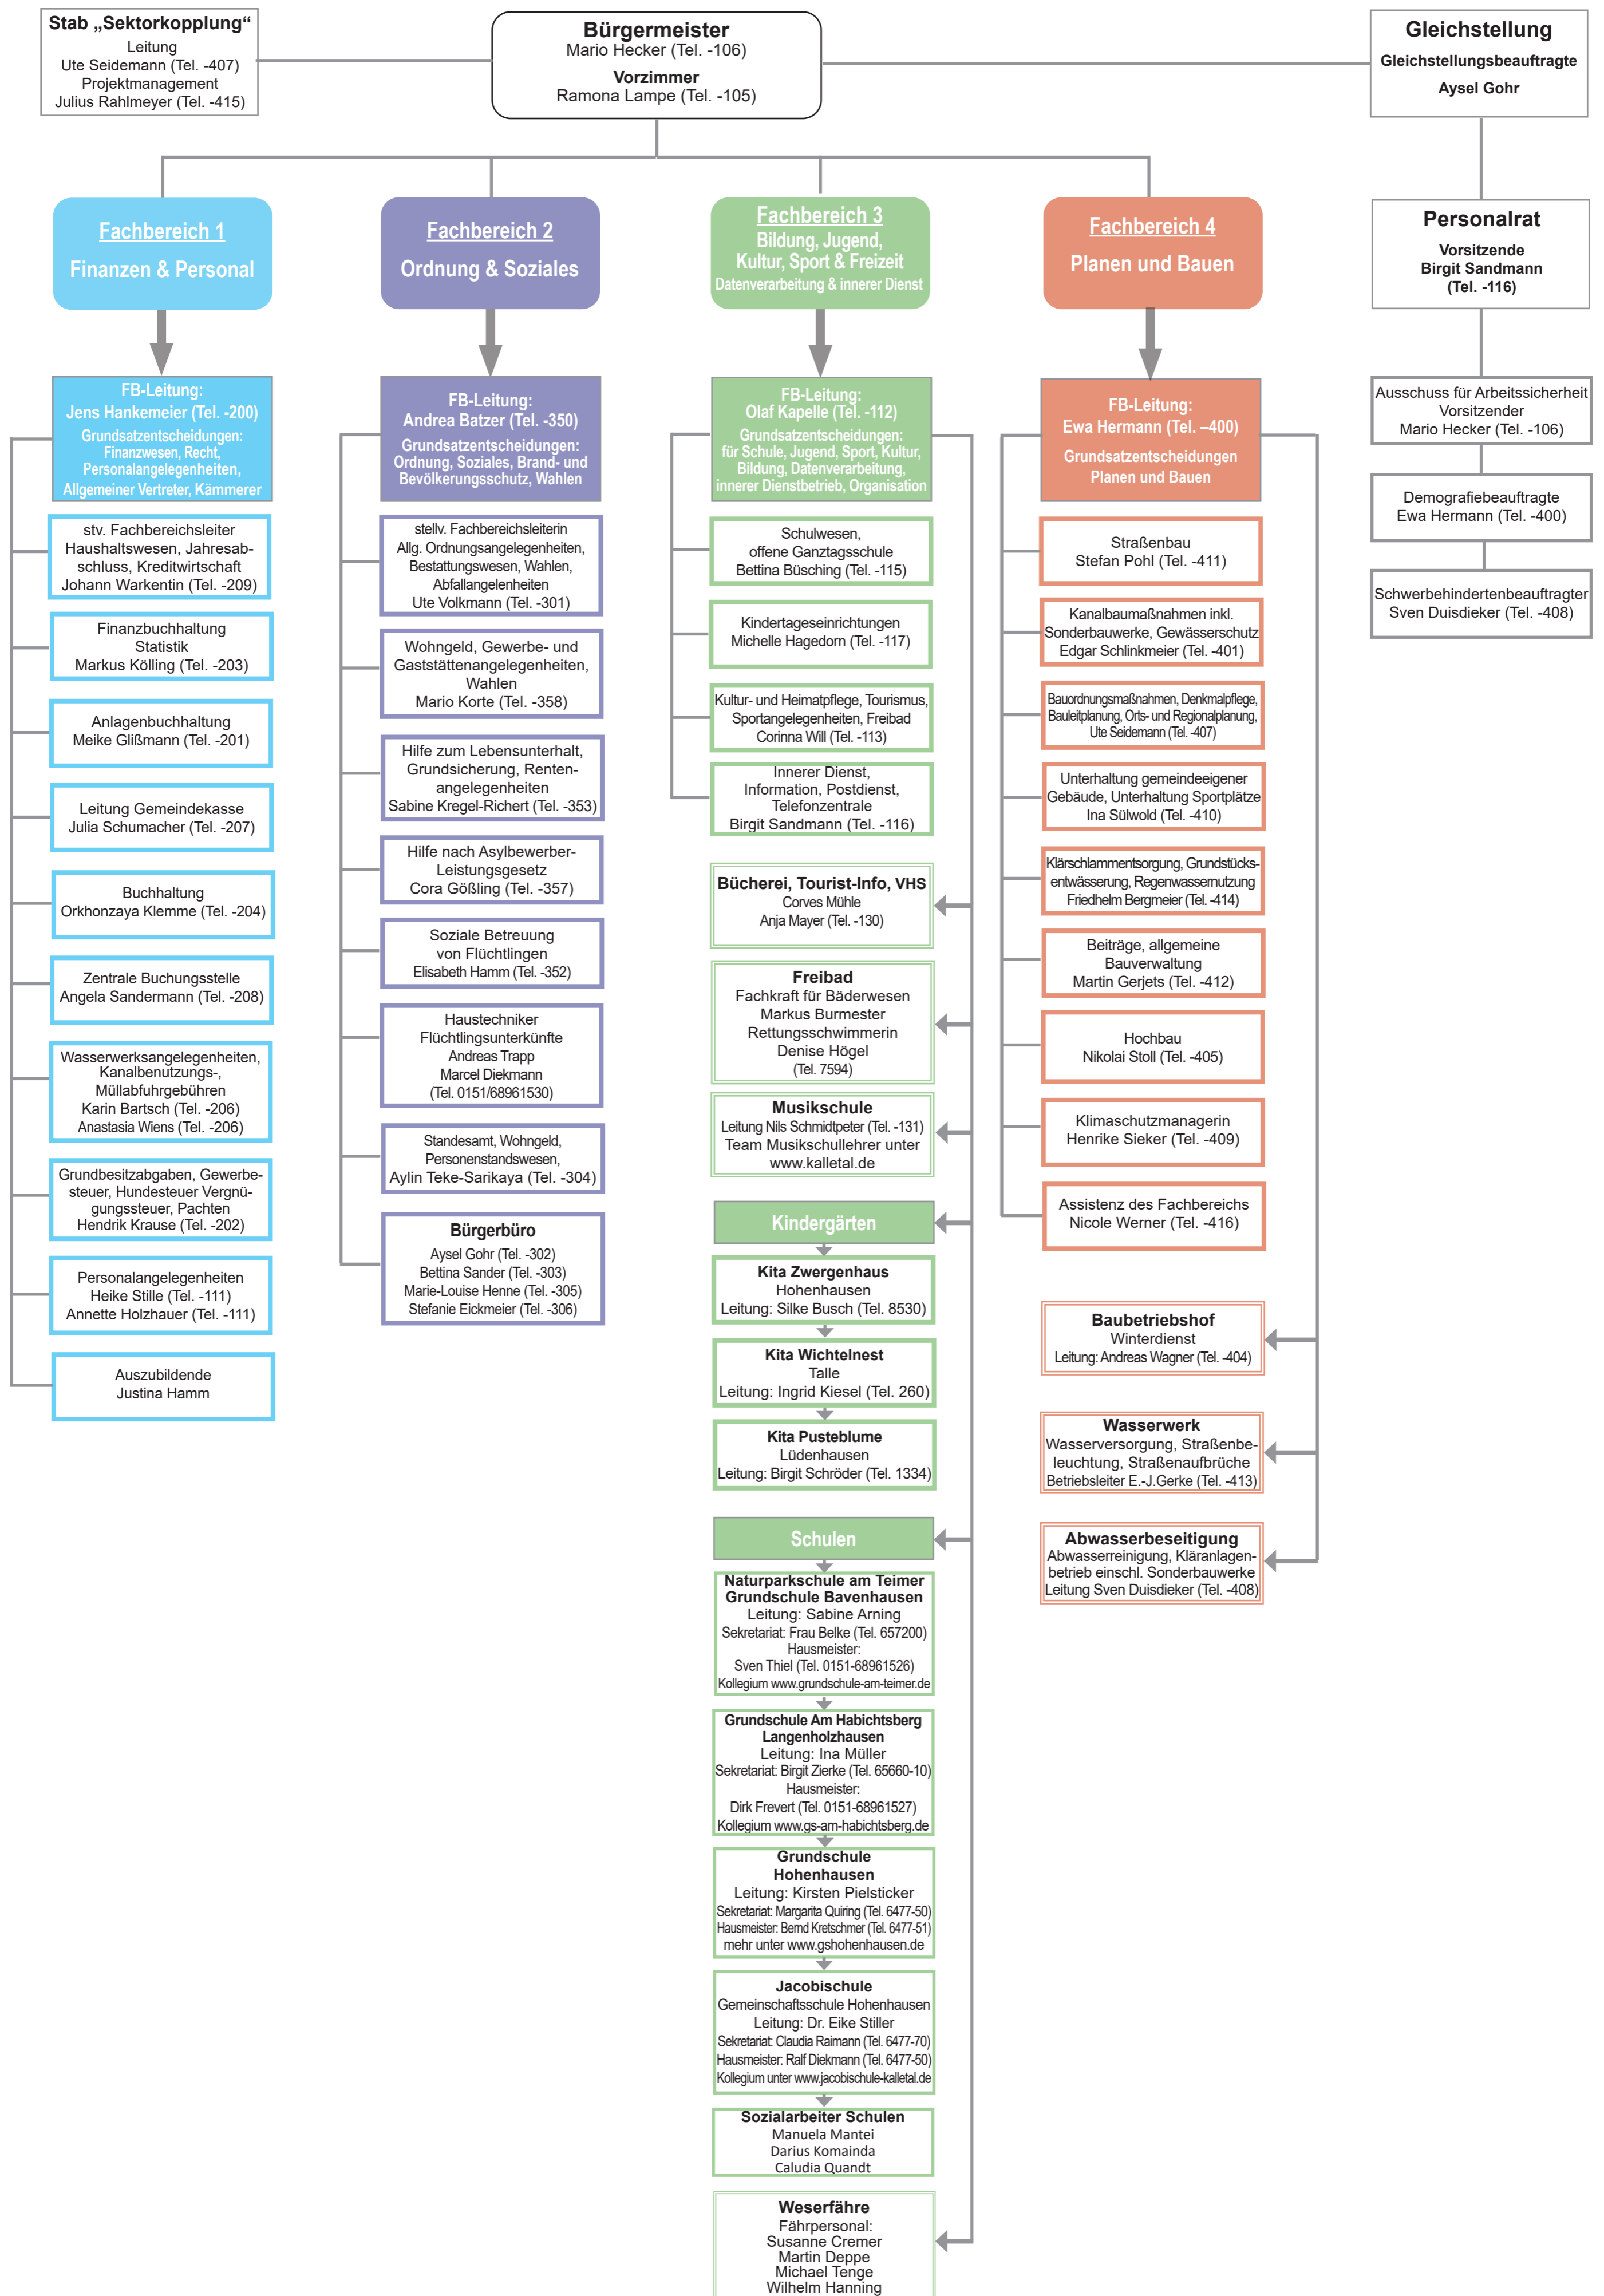 Stab „Sektorkopplung“
Leitung
Ute Seidemann (Tel. -407)
Projektmanagement
Julius Rahlmeyer (Tel. -415)
Bürgermeister
Mario Hecker (Tel. -106)
Vorzimmer
Ramona Lampe (Tel. -105)
Gleichstellung
Gleichstellungsbeauftragte
Aysel Gohr
Fachbereich 1
Finanzen & Personal
Fachbereich 2
Ordnung & Soziales
Fachbereich 3
Bildung, Jugend,
Kultur, Sport & Freizeit
Datenverarbeitung & innerer Dienst
Fachbereich 4
Planen und Bauen
Personalrat
Vorsitzende
Birgit Sandmann
(Tel. -116)
FB-Leitung:
Jens Hankemeier (Tel. -200)
Grundsatzentscheidungen:
Finanzwesen, Recht,
Personalangelegenheiten,
Allgemeiner Vertreter, Kämmerer
stv. Fachbereichsleiter
Haushaltswesen, Jahresab-
schluss, Kreditwirtschaft
Johann Warkentin (Tel. -209)
Finanzbuchhaltung
Statistik
Markus Kölling (Tel. -203)
Anlagenbuchhaltung
Meike Glißmann (Tel. -201)
Leitung Gemeindekasse
Julia Schumacher (Tel. -207)
Buchhaltung
Orkhonzaya Klemme (Tel. -204)
Zentrale Buchungsstelle
Angela Sandermann (Tel. -208)
Wasserwerksangelegenheiten,
Kanalbenutzungs-,
Müllabfuhrgebühren
Karin Bartsch (Tel. -206)
Anastasia Wiens (Tel. -206)
Grundbesitzabgaben, Gewerbe-
steuer, Hundesteuer Vergnü-
gungssteuer, Pachten
Hendrik Krause (Tel. -202)
Personalangelegenheiten
Heike Stille (Tel. -111)
Annette Holzhauer (Tel. -111)
Auszubildende
Justina Hamm
FB-Leitung:
Andrea Batzer (Tel. -350)
Grundsatzentscheidungen:
Ordnung, Soziales, Brand- und
Bevölkerungsschutz, Wahlen
stellv. Fachbereichsleiterin
Allg. Ordnungsangelegenheiten,
Bestattungswesen, Wahlen,
Abfallangelenheiten
Ute Volkmann (Tel. -301)
Wohngeld, Gewerbe- und
Gaststättenangelegenheiten,
Wahlen
Mario Korte (Tel. -358)
Hilfe zum Lebensunterhalt,
Grundsicherung, Renten-
angelegenheiten
Sabine Kregel-Richert (Tel. -353)
Hilfe nach Asylbewerber-
Leistungsgesetz
Cora Gößling (Tel. -357)
Soziale Betreuung
von Flüchtlingen
Elisabeth Hamm (Tel. -352)
Haustechniker
Flüchtlingsunterkünfte
Andreas Trapp
Marcel Diekmann
(Tel. 0151/68961530)
Standesamt, Wohngeld,
Personenstandswesen,
Aylin Teke-Sarikaya (Tel. -304)
Bürgerbüro
Aysel Gohr (Tel. -302)
Bettina Sander (Tel. -303)
Marie-Louise Henne (Tel. -305)
Stefanie Eickmeier (Tel. -306)
FB-Leitung:
Olaf Kapelle (Tel. -112)
Grundsatzentscheidungen:
für Schule, Jugend, Sport, Kultur,
Bildung, Datenverarbeitung,
innerer Dienstbetrieb, Organisation
Schulwesen,
offene Ganztagsschule
Bettina Büsching (Tel. -115)
Kindertageseinrichtungen
Michelle Hagedorn (Tel. -117)
Kultur- und Heimatpflege, Tourismus,
Sportangelegenheiten, Freibad
Corinna Will (Tel. -113)
Innerer Dienst,
Information, Postdienst,
Telefonzentrale
Birgit Sandmann (Tel. -116)
Bücherei, Tourist-Info, VHS
Corves Mühle
Anja Mayer (Tel. -130)
Freibad
Fachkraft für Bäderwesen
Markus Burmester
Rettungsschwimmerin
Denise Högel
(Tel. 7594)
Musikschule
Leitung Nils Schmidtpeter (Tel. -131)
Team Musikschullehrer unter
www.kalletal.de
Kindergärten
Kita Zwergenhaus
Hohenhausen
Leitung: Silke Busch (Tel. 8530)
Kita Wichtelnest
Talle
Leitung: Ingrid Kiesel (Tel. 260)
Kita Pusteblume
Lüdenhausen
Leitung: Birgit Schröder (Tel. 1334)
Schulen
Naturparkschule am Teimer
Grundschule Bavenhausen
Leitung: Sabine Arning
Sekretariat: Frau Belke (Tel. 657200)
Hausmeister:
Sven Thiel (Tel. 0151-68961526)
Kollegium www.grundschule-am-teimer.de
Grundschule Am Habichtsberg
Langenholzhausen
Leitung: Ina Müller
Sekretariat: Birgit Zierke (Tel. 65660-10)
Hausmeister:
Dirk Frevert (Tel. 0151-68961527)
Kollegium www.gs-am-habichtsberg.de
Grundschule
Hohenhausen
Leitung: Kirsten Pielsticker
Sekretariat: Margarita Quiring (Tel. 6477-50)
Hausmeister: Bernd Kretschmer (Tel. 6477-51)
mehr unter www.gshohenhausen.de
Jacobischule
Gemeinschaftsschule Hohenhausen
Leitung: Dr. Eike Stiller
Sekretariat: Claudia Raimann (Tel. 6477-70)
Hausmeister: Ralf Diekmann (Tel. 6477-50)
Kollegium unter www.jacobischule-kalletal.de
Sozialarbeiter Schulen
Manuela Mantei
Darius Komainda
Caludia Quandt
Weserfähre
Fährpersonal:
Susanne Cremer
Martin Deppe
Michael Tenge
Wilhelm Hanning
FB-Leitung:
Ewa Hermann (Tel. –400)
Grundsatzentscheidungen
Planen und Bauen
Straßenbau
Stefan Pohl (Tel. -411)
Kanalbaumaßnahmen inkl.
Sonderbauwerke, Gewässerschutz
Edgar Schlinkmeier (Tel. -401)
Bauordnungsmaßnahmen, Denkmalpflege,
Bauleitplanung, Orts- und Regionalplanung,
Ute Seidemann (Tel. -407)
Unterhaltung gemeindeeigener
Gebäude, Unterhaltung Sportplätze
Ina Sülwold (Tel. -410)
Klärschlammentsorgung, Grundstücks-
entwässerung, Regenwassernutzung
Friedhelm Bergmeier (Tel. -414)
Beiträge, allgemeine
Bauverwaltung
Martin Gerjets (Tel. -412)
Hochbau
Nikolai Stoll (Tel. -405)
Klimaschutzmanagerin
Henrike Sieker (Tel. -409)
Assistenz des Fachbereichs
Nicole Werner (Tel. -416)
Baubetriebshof
Winterdienst
Leitung: Andreas Wagner (Tel. -404)
Wasserwerk
Wasserversorgung, Straßenbe-
leuchtung, Straßenaufbrüche
Betriebsleiter E.-J.Gerke (Tel. -413)
Abwasserbeseitigung
Abwasserreinigung, Kläranlagen-
betrieb einschl. Sonderbauwerke
Leitung Sven Duisdieker (Tel. -408)
Ausschuss für Arbeitssicherheit
Vorsitzender
Mario Hecker (Tel. -106)
Demografiebeauftragte
Ewa Hermann (Tel. -400)
Schwerbehindertenbeauftragter
Sven Duisdieker (Tel. -408)